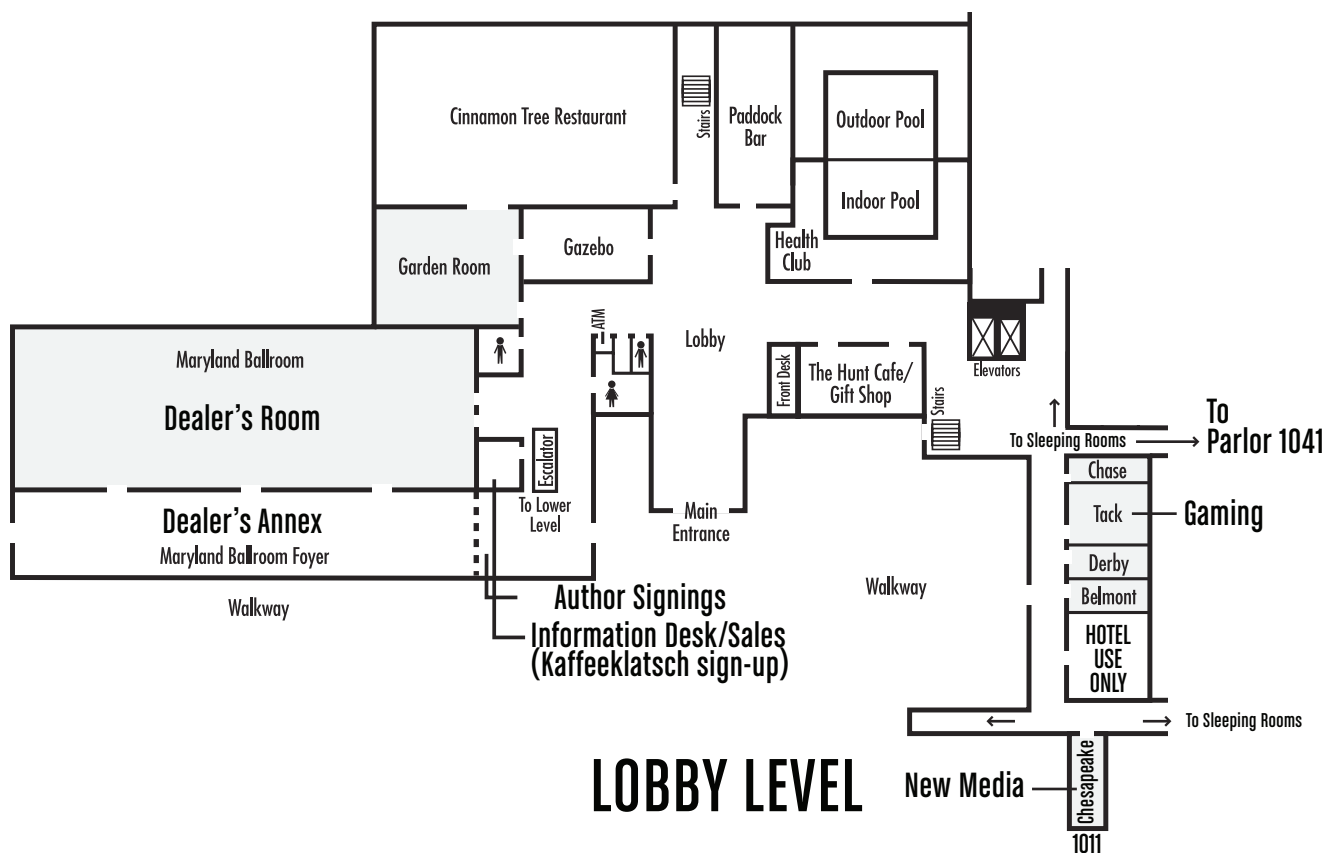 Cinnamon Tree Restaurant
Stairs
Paddock
Bar
Outdoor Pool
Indoor Pool
Health
Club
Garden Room
Gazebo
ATM
Lobby
Maryland Ballroom
Dealer's Room
Front Desk
The Hunt Cafe/
Gift Shop
Elevators
Stairs
To Sleeping Rooms
To
Parlor 1041
Chase
Tack
Gaming
Derby
Belmont
HOTEL
USE
ONLY
Escalator
To Lower
Level
Main
Entrance
Dealer's Annex
Maryland Ballroom Foyer
Walkway
Walkway
Author Signings
Information Desk/Sales
(Kaffeeklatsch sign-up)
To Sleeping Rooms
LOBBY LEVEL
New Media
Chesapeake
1011